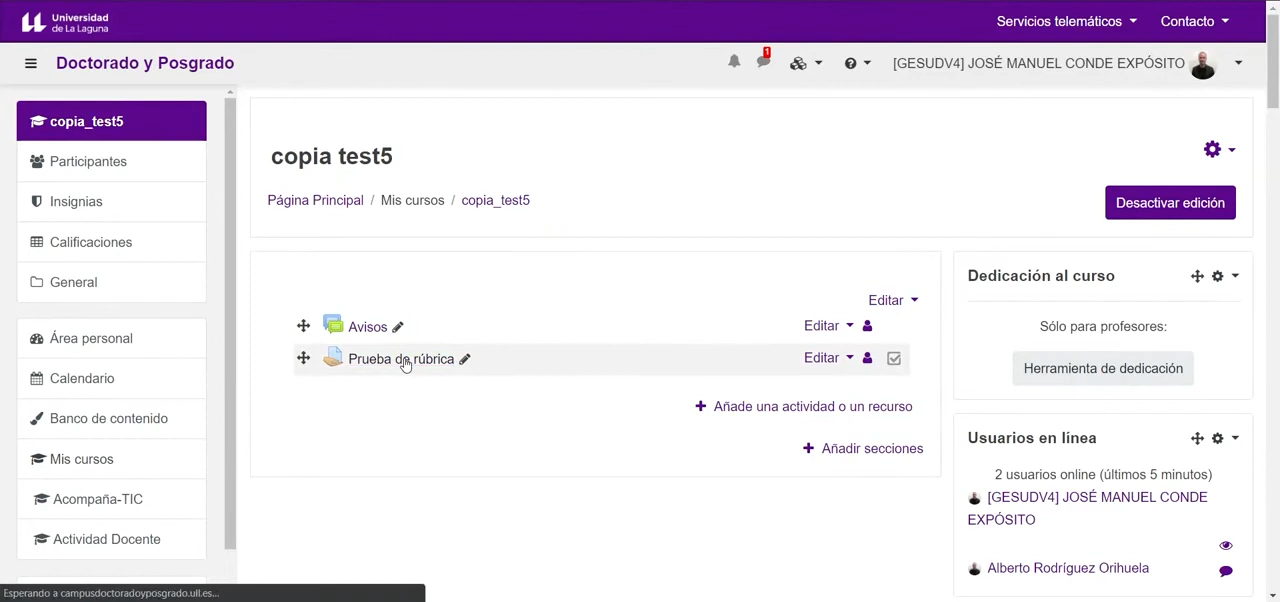 Universidad
de La Laguna
Servicios telemáticos
Contacto
Doctorado y Posgrado
1
[GESUDV4] JOSÉ MANUEL CONDE EXPÓSITO
copia_test5
Participantes
Insignias
Calificaciones
General
Área personal
Calendario
Banco de contenido
Mis cursos
Acompaña-TIC
Actividad Docente
copia test5
Página Principal / Mis cursos / copia_test5
Desactivar edición
Editar
Avisos
Editar
Prueba de rúbrica
Editar
+ Añade una actividad o un recurso
+ Añadir secciones
Dedicación al curso
Sólo para profesores:
Herramienta de dedicación
Usuarios en línea
2 usuarios online (últimos 5 minutos)
[GESUDV4] JOSÉ MANUEL CONDE
EXPÓSITO
Alberto Rodríguez Orihuela
Esperando a campusdoctoradoyposgrado.ull.es...